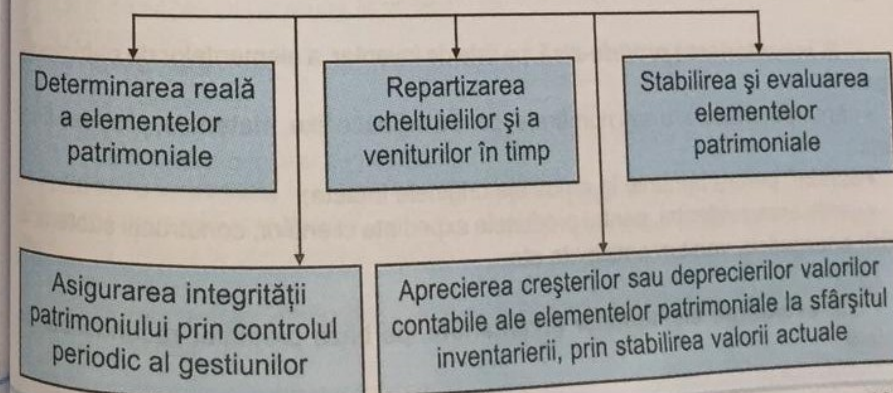 Determinarea reală
a elementelor
patrimoniale
Repartizarea
cheltuielilor şi a
veniturilor în timp
Stabilirea şi evaluarea
elementelor
patrimoniale
Asigurarea integrităţii
patrimoniului prin controlul
periodic al gestiunilor
Aprecierea creşterilor sau deprecierilor valorilor
contabile ale elementelor patrimoniale la sfârşitul
inventarierii, prin stabilirea valorii actuale